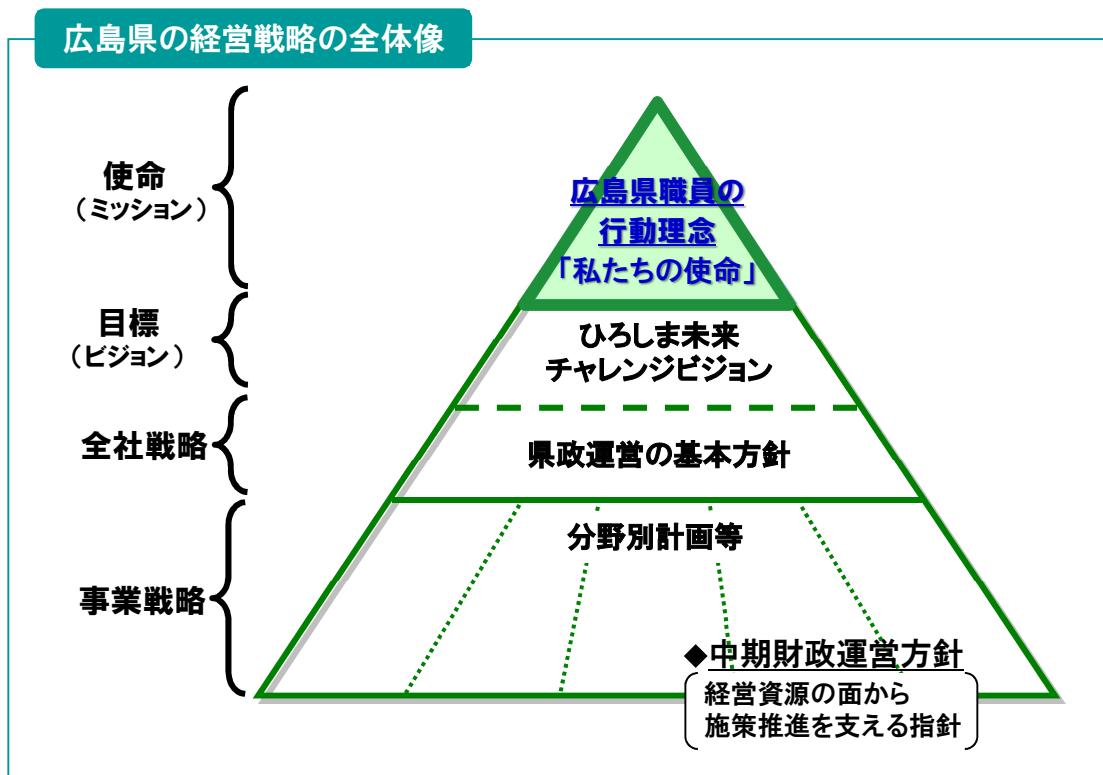 広島県の経営戦略の全体像
使命
（ミッション）
広島県職員の
行動理念
「私たちの使命」
目標
（ビジョン）
ひろしま未来
チャレンジビジョン
全社戦略
県政運営の基本方針
事業戦略
分野別計画等
◆中期財政運営方針
経営資源の面から
施策推進を支える指針